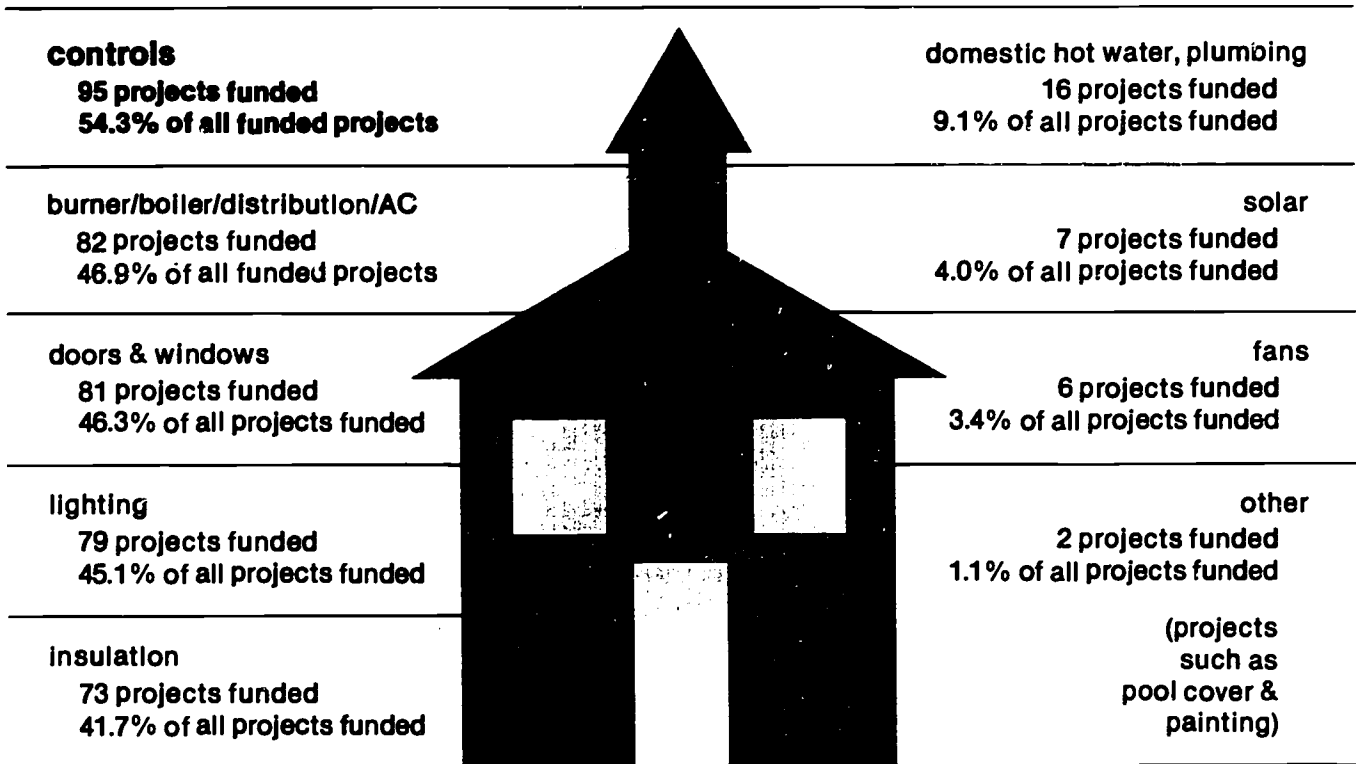 controls
95 projects funded
54.3% of all funded projects
burner/boiler/distribution/AC
82 projects funded
46.9% of all funded projects
doors & windows
81 projects funded
46.3% of all projects funded
lighting
79 projects funded
45.1% of all projects funded
insulation
73 projects funded
41.7% of all projects funded
domestic hot water, plumbing
16 projects funded
9.1% of all projects funded
solar
7 projects funded
4.0% of all projects funded
fans
6 projects funded
3.4% of all projects funded
other
2 projects funded
1.1% of all projects funded
(projects
such as
pool cover &
painting)